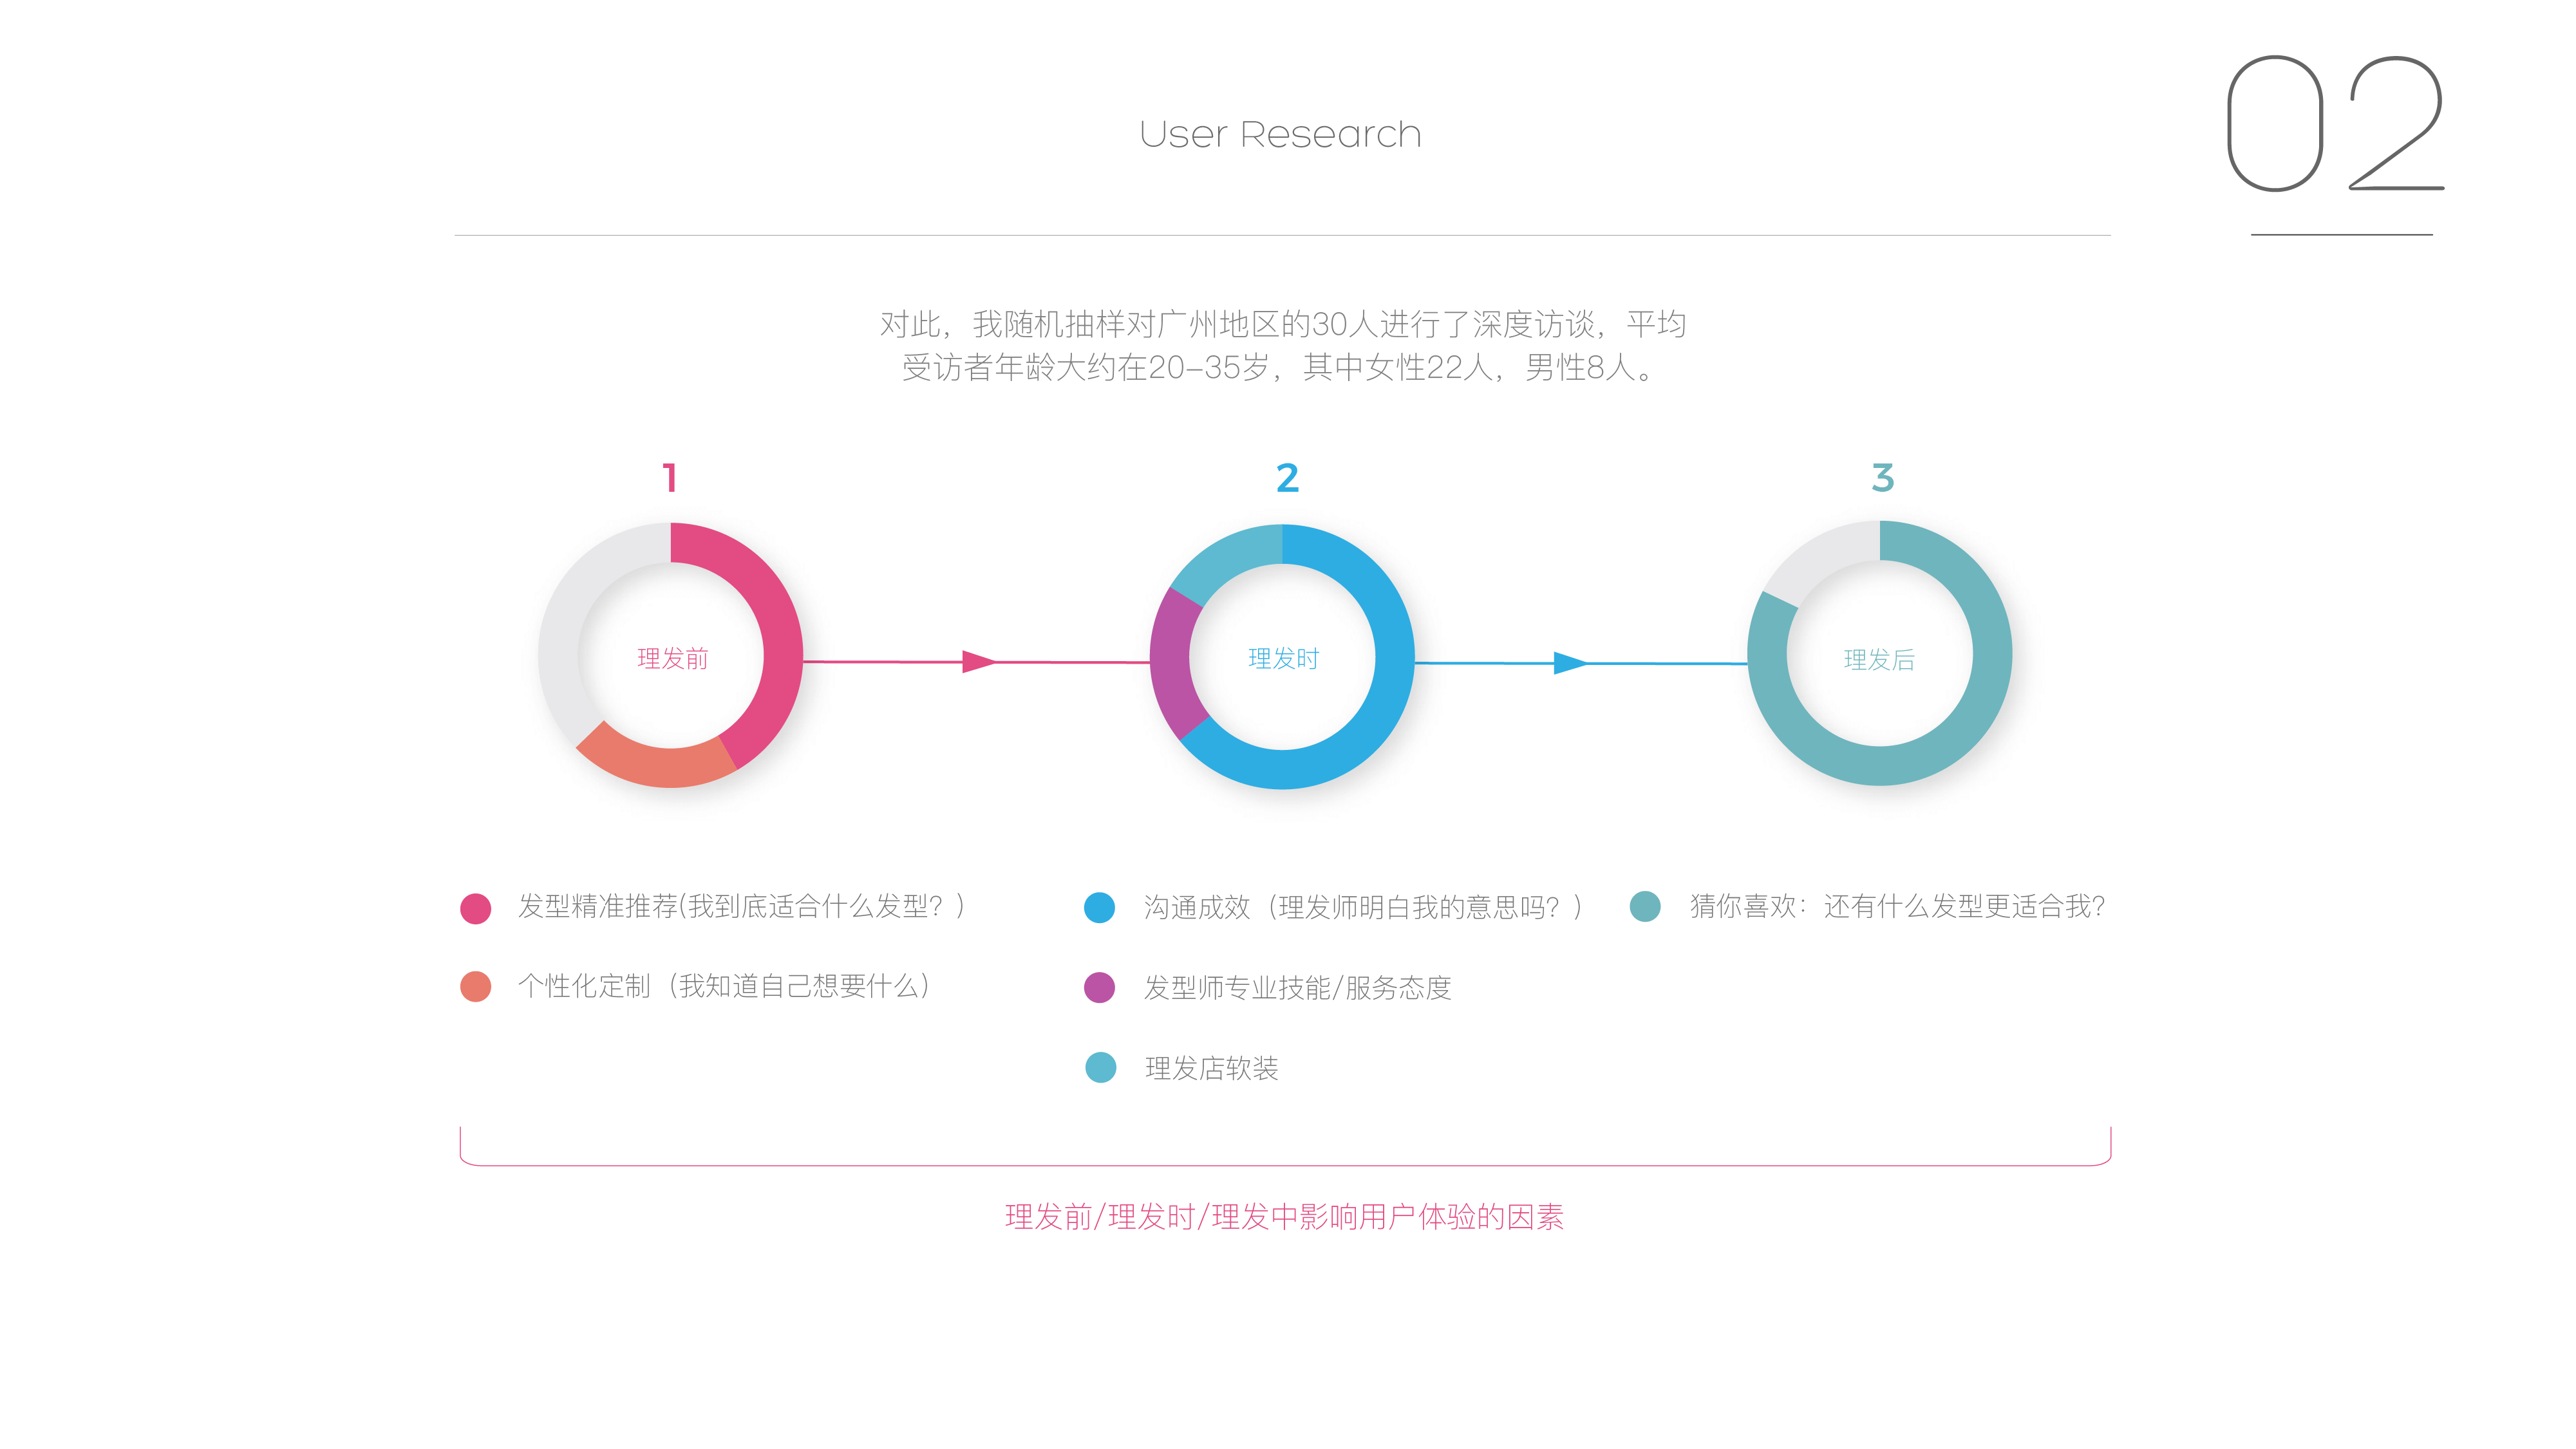 02
User Research
对此，我随机抽样对广州地区的30人进行了深度访谈，平均
受访者年龄大约在20-35岁，其中女性22人，男性8人。
1
2
3
理发前
理发时
理发后
发型精准推荐(我到底适合什么发型？)
个性化定制（我知道自己想要什么）
沟通成效（理发师明白我的意思吗？）
发型师专业技能/服务态度
理发店软装
猜你喜欢：还有什么发型更适合我?
理发前/理发时/理发中影响用户体验的因素